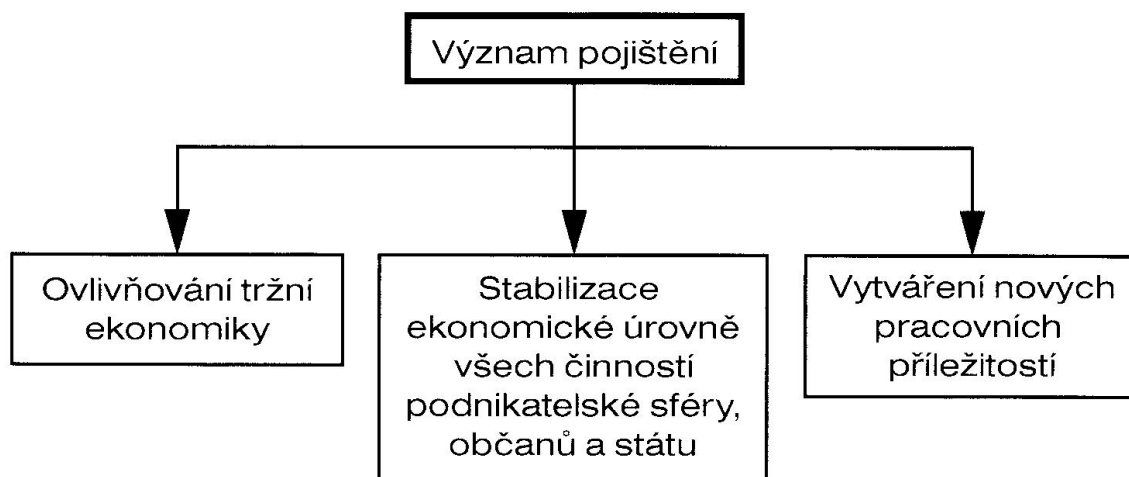 Význam pojištění
Ovlivňování tržní
ekonomiky
Stabilizace
ekonomické úrovně
všech činností
podnikatelské sféry,
občanů a státu
Vytváření nových
pracovních
příležitostí